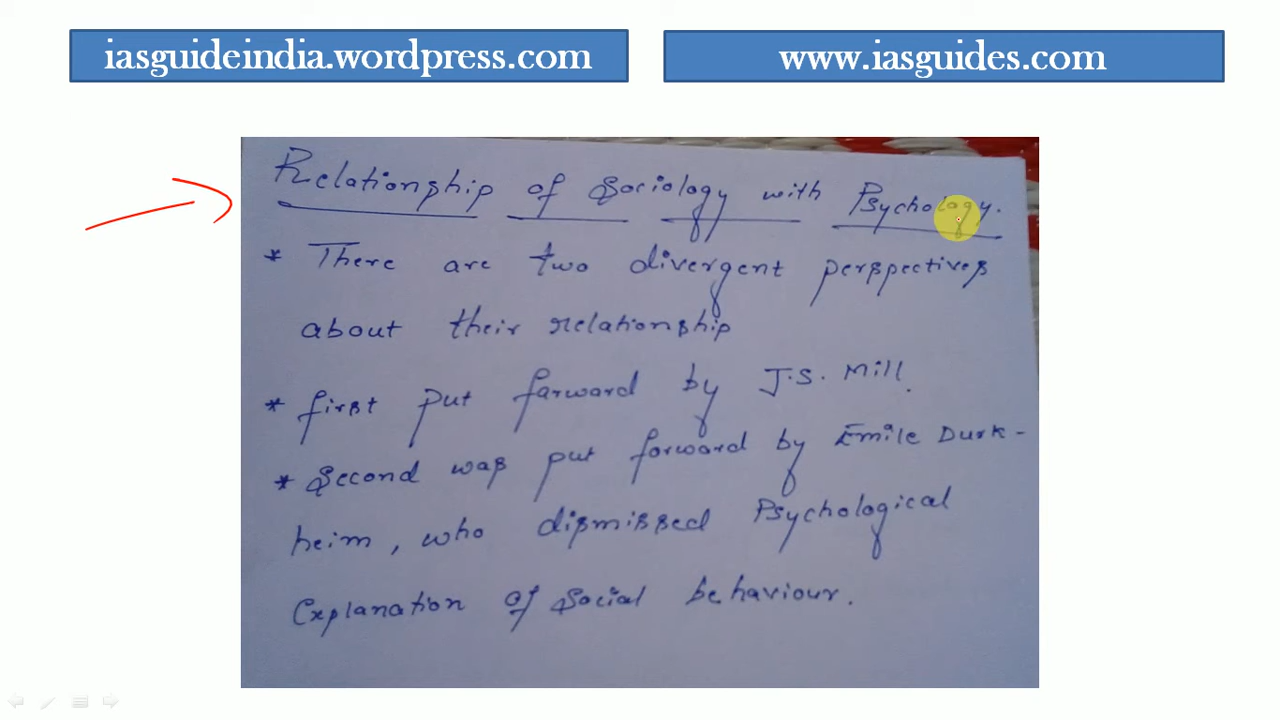 iasguideindia.wordpress.com
www.iasguides.com
Relationship of Sociology with Psychology.
* There are two divergent perspectives
about their relationship
* first put farward by J.S. Mill.
* Second was put forward by Emile Durk-
heim, who dismissed Psychological
Explanation of Social behaviour.